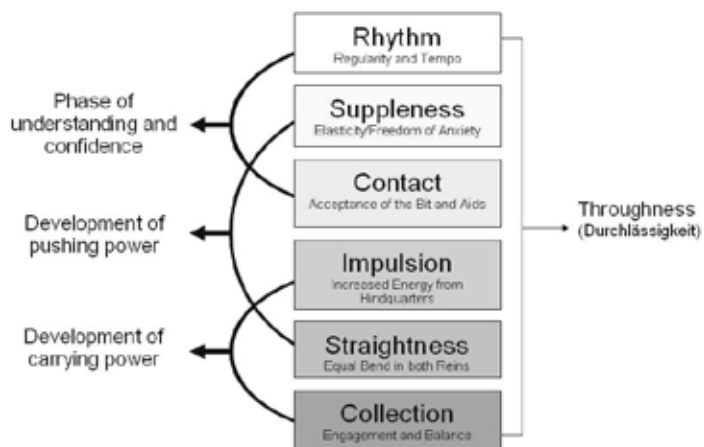 Rhythm
Regularity and Tempo
Suppleness
Elasticity/Freedom of Anxiety
Contact
Acceptance of the Bit and Aids
Impulsion
Increased Energy from
Hindquarters
Straightness
Equal Bend in both Reins
Collection
Engagement and Balance
Phase of
understanding and
confidence
Development of
pushing power
Development of
carrying power
Throughness
(Durchlässigkeit)